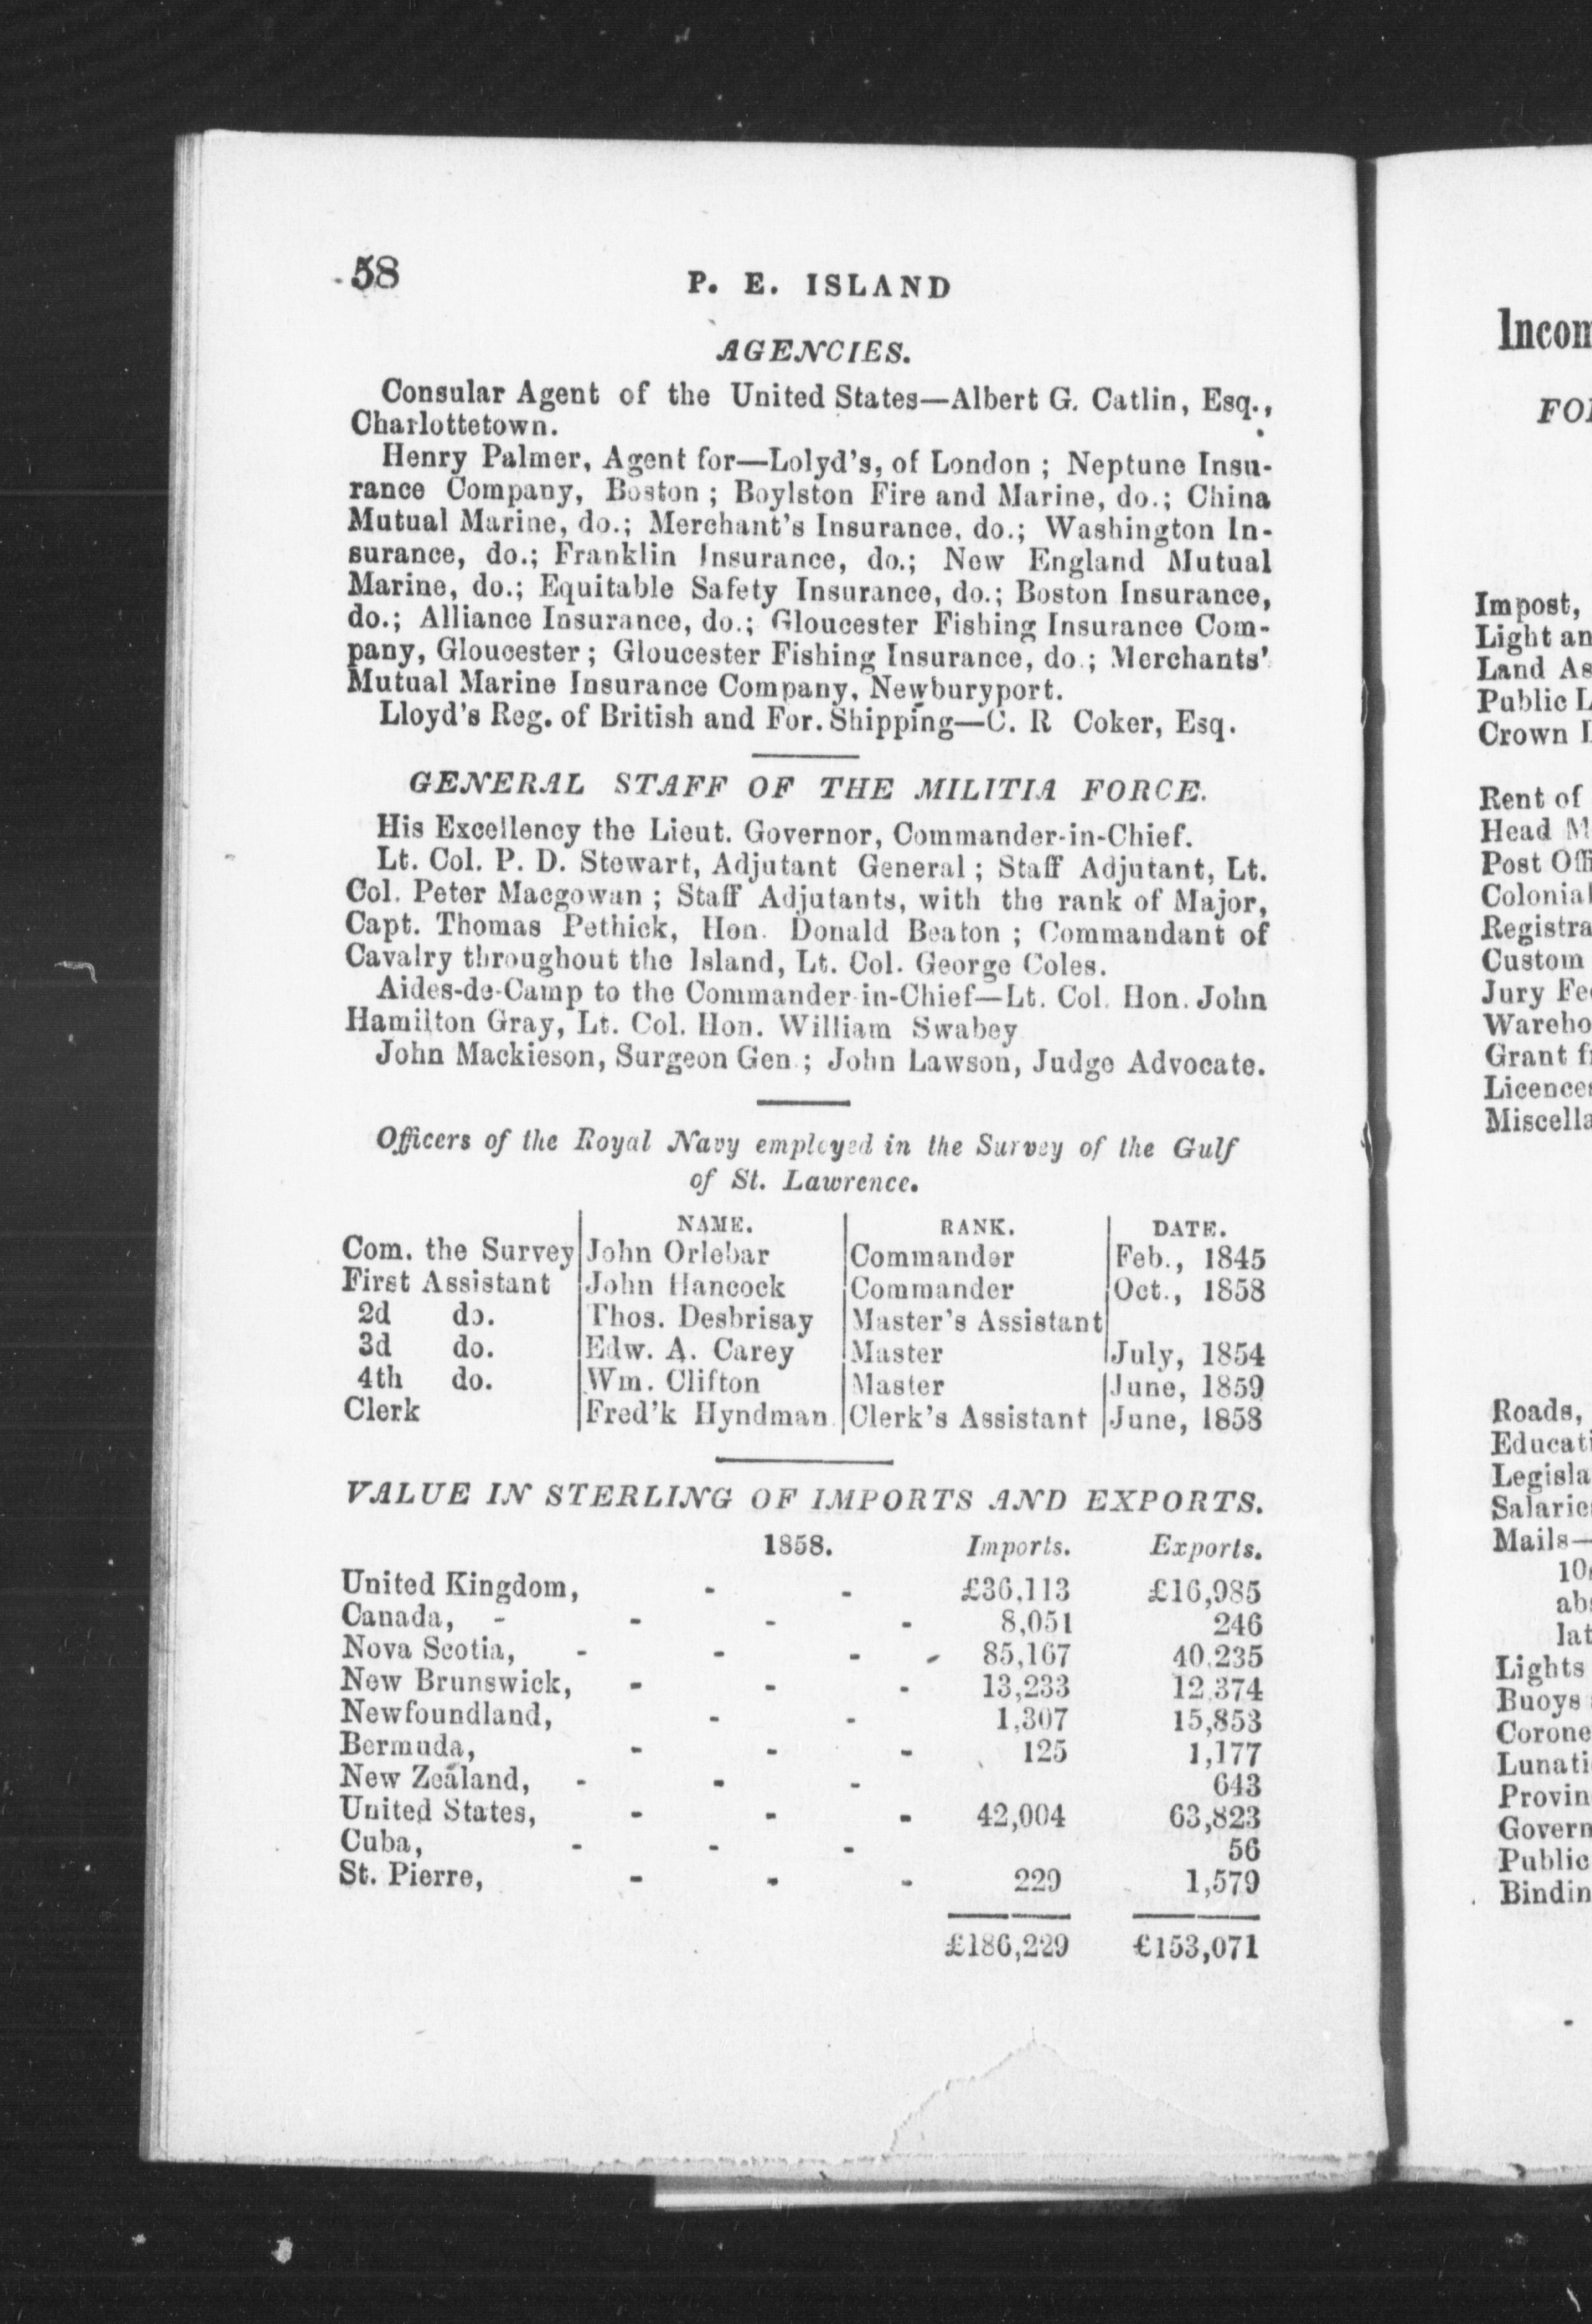 58
P. E. ISLAND
AGENCIES.
Consular Agent of the United States—Albert G. Catlin, Esq.,
Charlottetown.
Henry Palmer, Agent for—Lolyd's, of London ; Neptune Insu-
rance Company, Boston ; Boylston Fire and Marine, do.; China
Mutual Marine, do.; Merchant's Insurance, do.; Washington In-
surance, do.; Franklin Insurance, do.; New England Mutual
Marine, do.; Equitable Safety Insurance, do.; Boston Insurance,
do.; Alliance Insurance, do.; Gloucester Fishing Insurance Com-
pany, Gloucester ; Gloucester Fishing Insurance, do.; Merchants'
Mutual Marine Insurance Company, Newburyport.
Lloyd's Reg. of British and For. Shipping—C. R Coker, Esq.
GENERAL STAFF OF THE MILITIA FORCE.
His Excellency the Lieut. Governor, Commander-in-Chief.
Lt. Col. P. D. Stewart, Adjutant General ; Staff Adjutant, Lt.
Col. Peter Macgowan ; Staff Adjutants, with the rank of Major,
Capt. Thomas Pethick, Hon. Donald Beaton ; Commandant of
Cavalry throughout the Island, Lt. Col. George Coles.
Aides-de-Camp to the Commander-in-Chief—Lt. Col. Hon. John
Hamilton Gray, Lt. Col. Hon. William Swabey
John Mackieson, Surgeon Gen.; John Lawson, Judge Advocate.
Officers of the Royal Navy employed in the Survey of the Gulf
of St. Lawrence.
NAME. RANK. DATE.
Com. the Survey John Orlebar Commander Feb., 1845
First Assistant John Hancock Commander Oct., 1858
2d do. Thos. Desbrisay Master's Assistant
3d do. Edw. A. Carey Master July, 1854
4th do. Wm. Clifton Master June, 1859
Clerk Fred'k Hyndman Clerk's Assistant June, 1858
VALUE IN STERLING OF IMPORTS AND EXPORTS.
1858. Imports. Exports.
United Kingdom, - - £36,113 £16,985
Canada, - - - - 8,051 246
Nova Scotia, - - - - 85,167 40,235
New Brunswick, - - - 13,233 12,374
Newfoundland, - - 1,307 15,853
Bermuda, - - - 125 1,177
New Zealand, - - - 643
United States, - - - 42,004 63,823
Cuba, - - - 56
St. Pierre, - - - 229 1,579
£186,229 £153,071
Incom
FO
Impost,
Light an
Land As
Public L
Crown
Rent of
Head M
Post Offi
Colonial
Registra
Custom
Jury Fe
Wareho
Grant f
Licences
Miscella
Roads,
Educati
Legisla
Salaries
Mails—
10
abs
lat
Lights
Buoys
Corone
Lunati
Provin
Govern
Public
Bindin